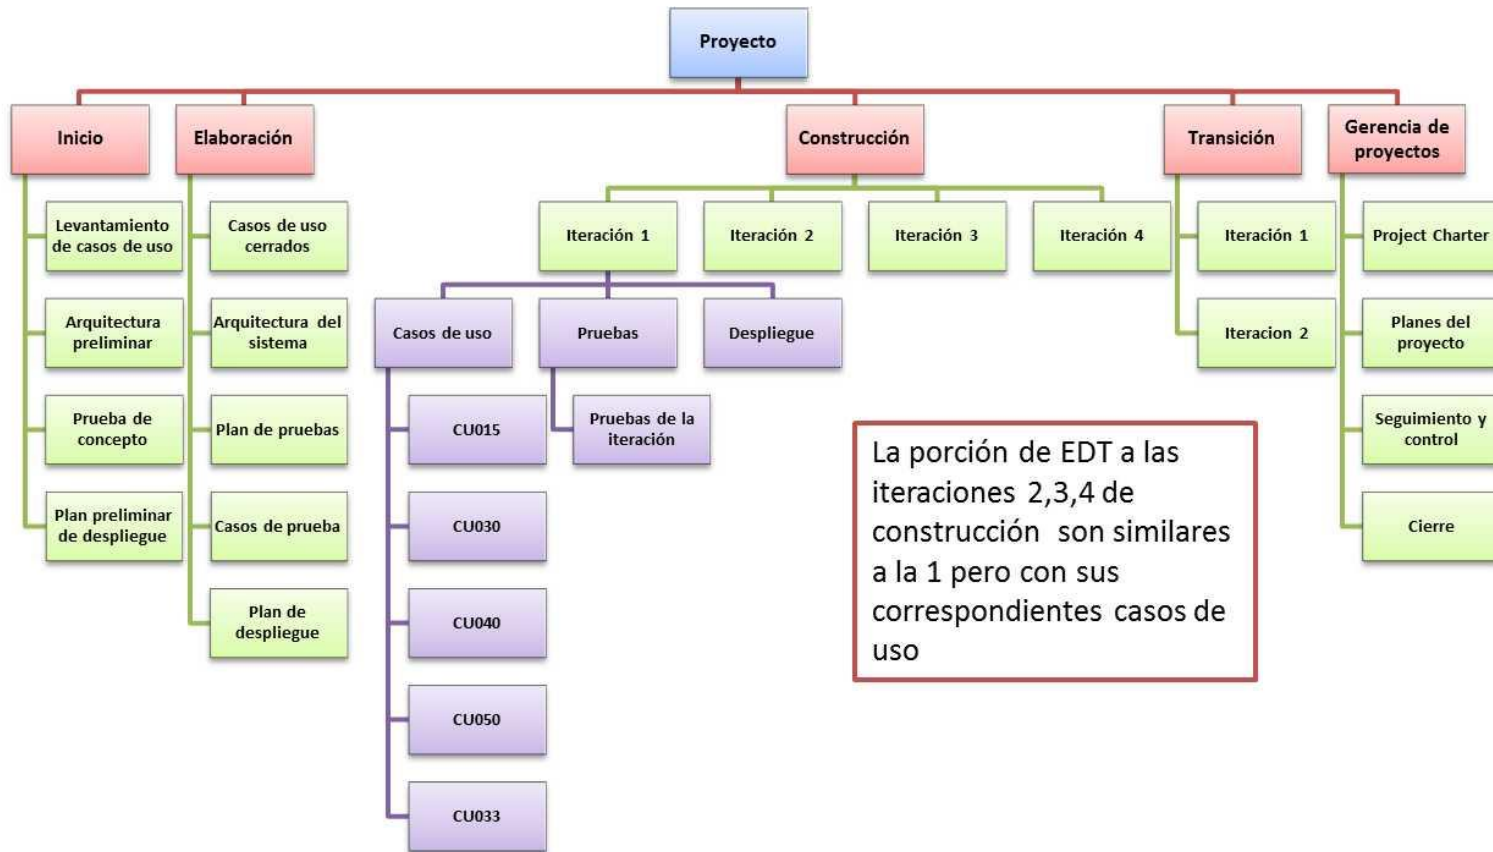 Proyecto
Inicio
Elaboración
Construcción
Transición
Gerencia de
proyectos
Levantamiento
de casos de uso
Arquitectura
preliminar
Prueba de
concepto
Plan preliminar
de despliegue
Casos de uso
cerrados
Arquitectura del
sistema
Plan de pruebas
Casos de prueba
Plan de
despliegue
Iteración 1
Iteración 2
Iteración 3
Iteración 4
Casos de uso
Pruebas
Despliegue
CU015
CU030
CU040
CU050
CU033
Pruebas de la
iteración
Iteración 1
Iteracion 2
Project Charter
Planes del
proyecto
Seguimiento y
control
Cierre
La porción de EDT a las
iteraciones 2,3,4 de
construcción son similares
a la 1 pero con sus
correspondientes casos de
uso